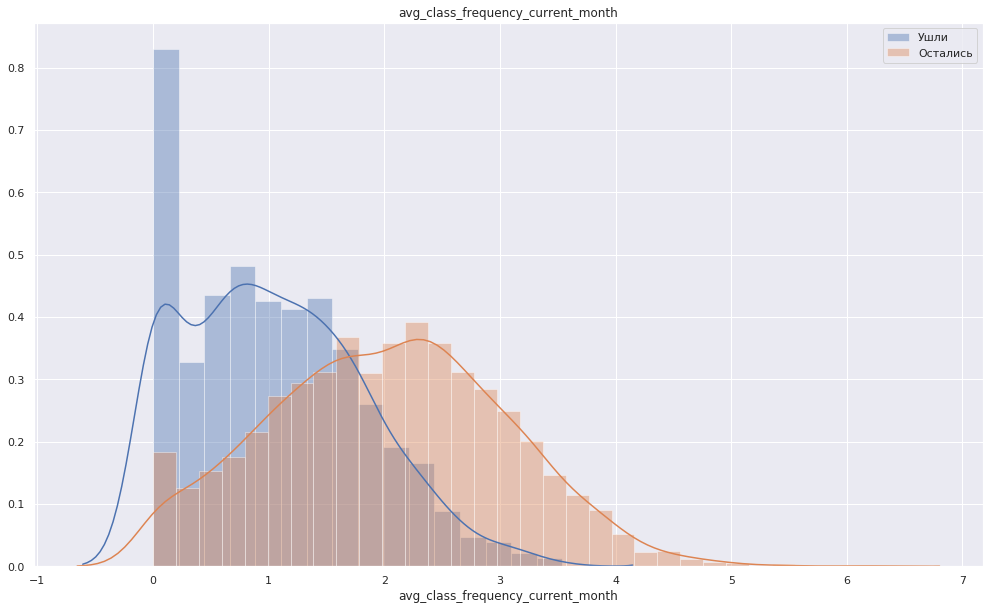 avg_class_frequency_current_month
Ушли
Остались
0.8
0.7
0.6
0.5
0.4
0.3
0.2
0.1
0.0
−1 0 1 2 3 4 5 6 7
avg_class_frequency_current_month